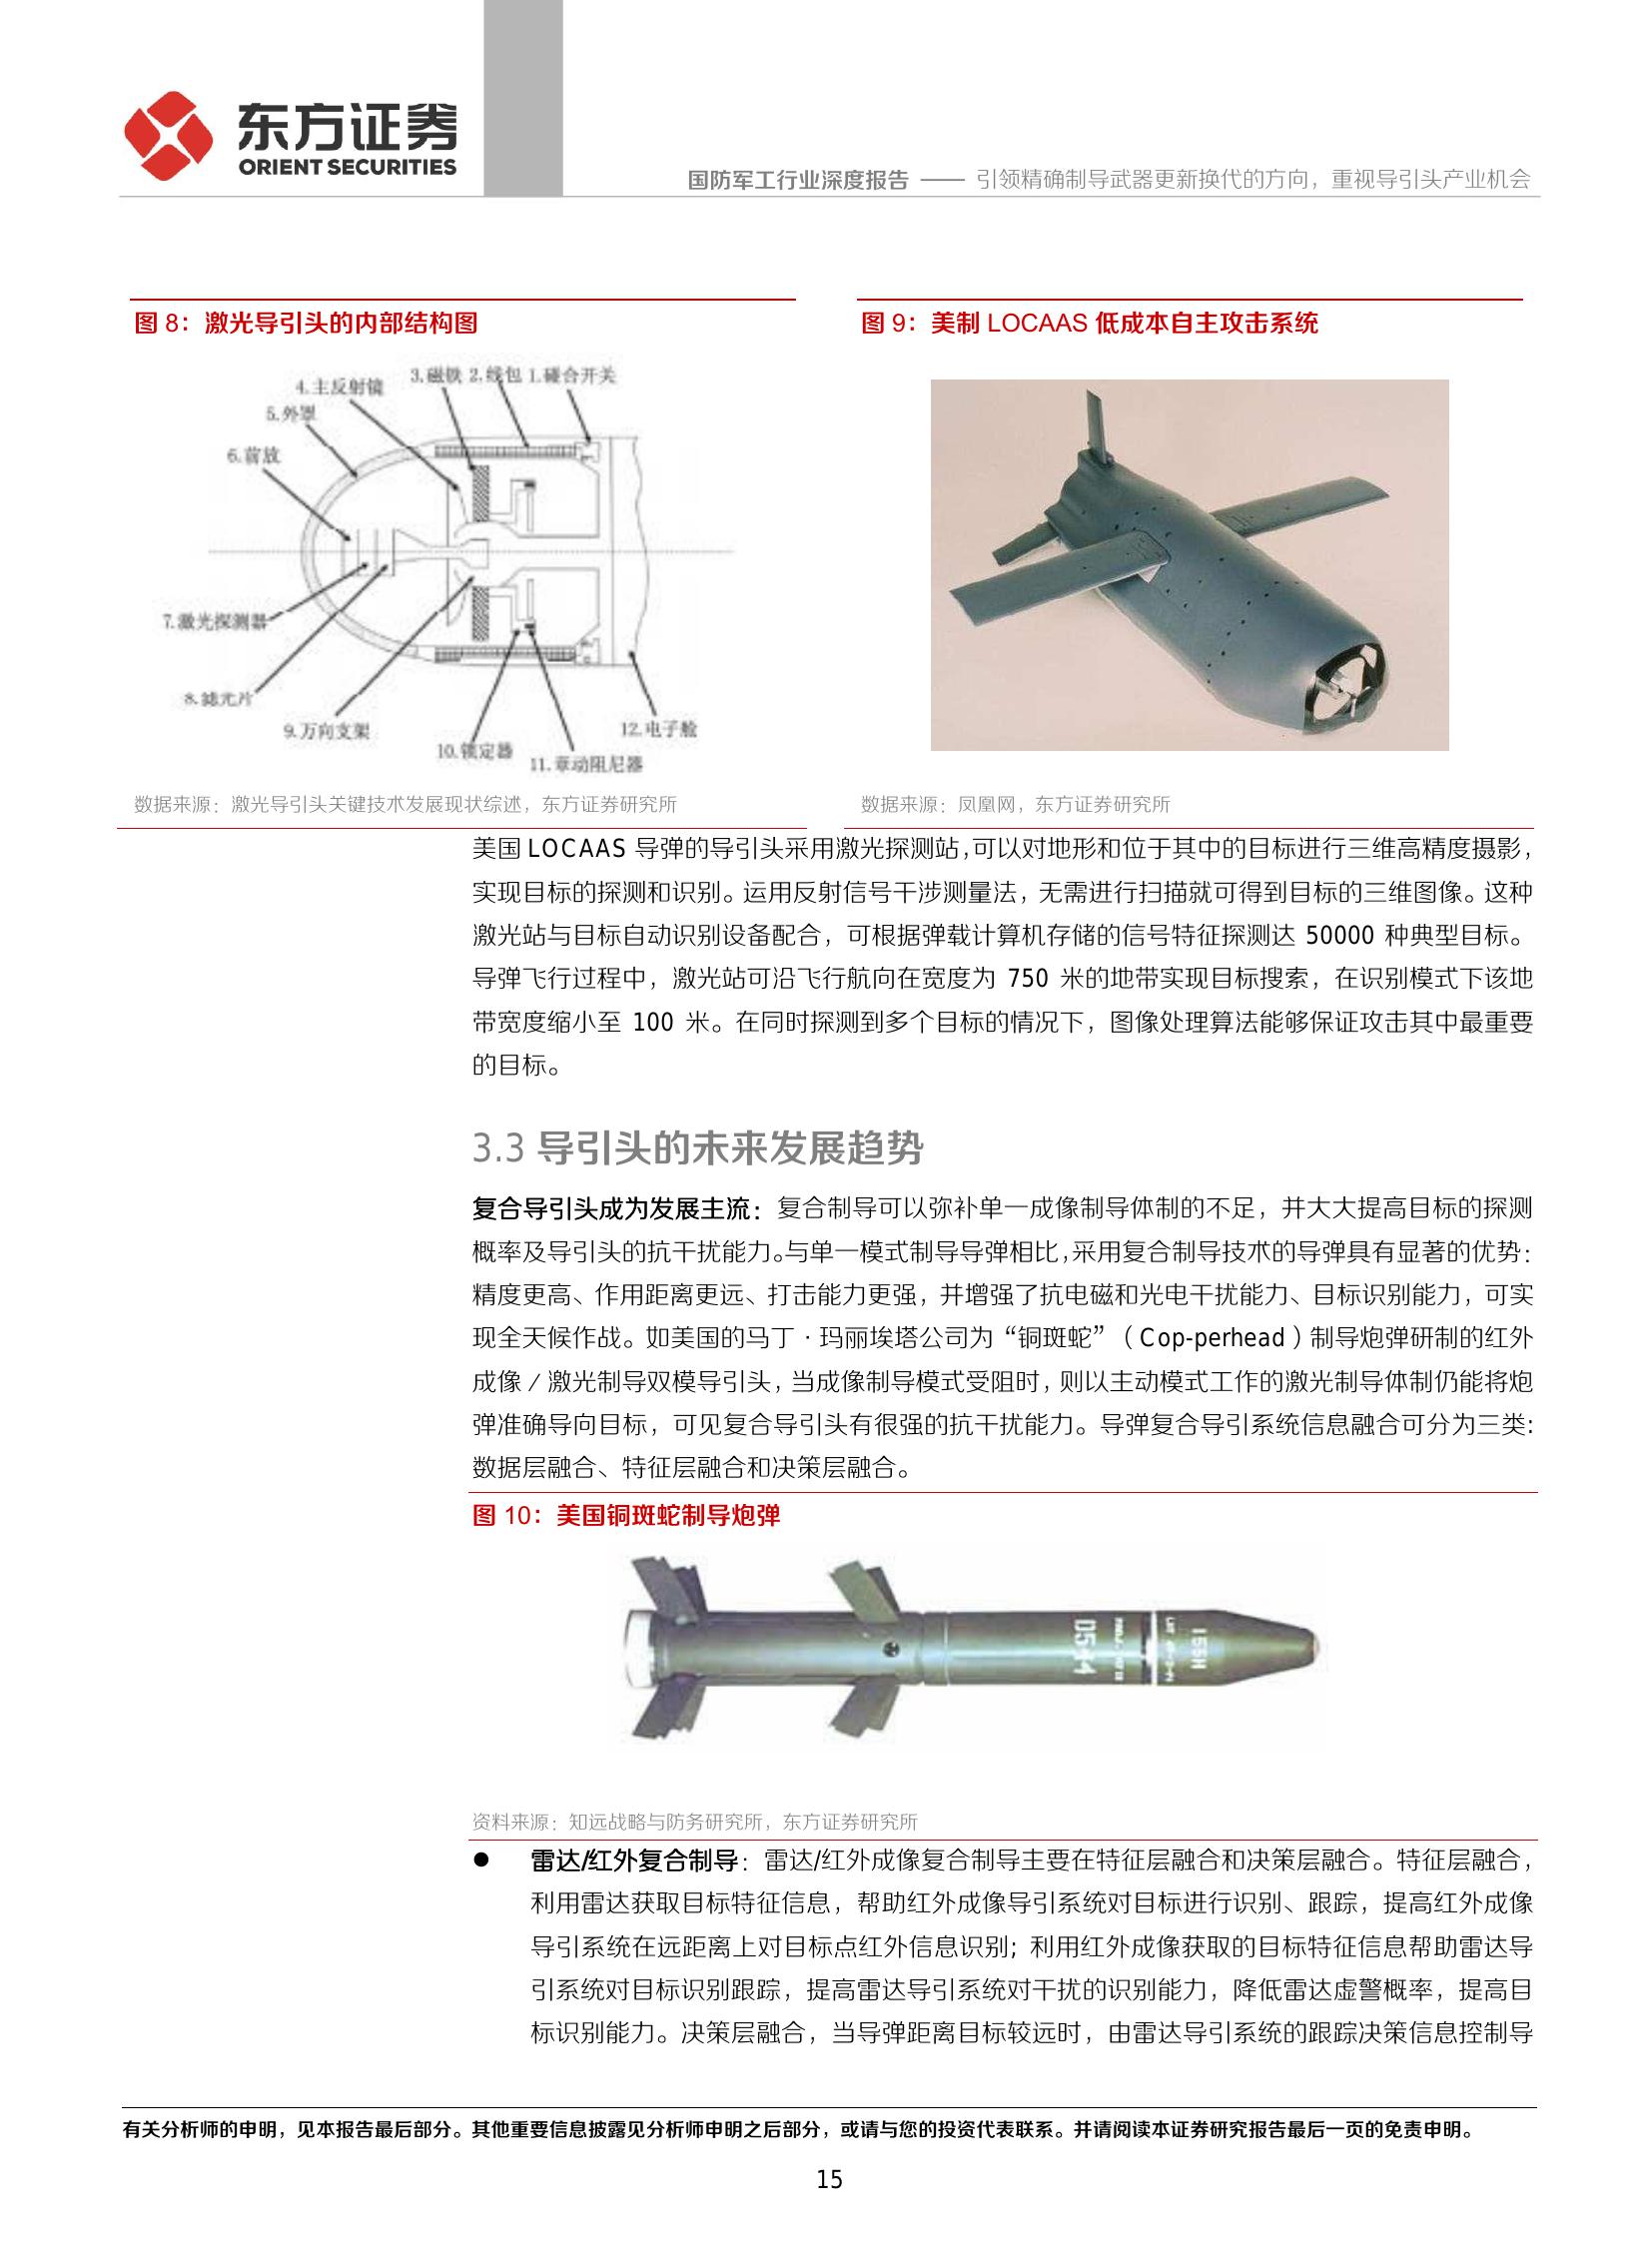 东方证券
ORIENT SECURITIES
国防军工行业深度报告 —— 引领精确制导武器更新换代的方向，重视导引头产业机会
图 8：激光导引头的内部结构图
4.主反射镜
3.磁铁 2.线包 1.碰合开关
5.外罩
6.前放
7.激光探测器
8.滤光片
9.万向支架
10.锁定器
11.章动阻尼器
12.电子舱
数据来源：激光导引头关键技术发展现状综述，东方证券研究所
图 9：美制 LOCAAS 低成本自主攻击系统
数据来源：凤凰网，东方证券研究所
美国 LOCAAS 导弹的导引头采用激光探测站，可以对地形和位于其中的目标进行三维高精度摄影，
实现目标的探测和识别。运用反射信号干涉测量法，无需进行扫描就可得到目标的三维图像。这种
激光站与目标自动识别设备配合，可根据弹载计算机存储的信号特征探测达 50000 种典型目标。
导弹飞行过程中，激光站可沿飞行航向在宽度为 750 米的地带实现目标搜索，在识别模式下该地
带宽度缩小至 100 米。在同时探测到多个目标的情况下，图像处理算法能够保证攻击其中最重要
的目标。
3.3 导引头的未来发展趋势
复合导引头成为发展主流：复合制导可以弥补单一成像制导体制的不足，并大大提高目标的探测
概率及导引头的抗干扰能力。与单一模式制导导弹相比，采用复合制导技术的导弹具有显著的优势：
精度更高、作用距离更远、打击能力更强，并增强了抗电磁和光电干扰能力、目标识别能力，可实
现全天候作战。如美国的马丁·玛丽埃塔公司为“铜斑蛇”（Cop-perhead）制导炮弹研制的红外
成像／激光制导双模导引头，当成像制导模式受阻时，则以主动模式工作的激光制导体制仍能将炮
弹准确导向目标，可见复合导引头有很强的抗干扰能力。导弹复合导引系统信息融合可分为三类:
数据层融合、特征层融合和决策层融合。
图 10：美国铜斑蛇制导炮弹
0544
155H
资料来源：知远战略与防务研究所，东方证券研究所
● 雷达/红外复合制导：雷达/红外成像复合制导主要在特征层融合和决策层融合。特征层融合，
利用雷达获取目标特征信息，帮助红外成像导引系统对目标进行识别、跟踪，提高红外成像
导引系统在远距离上对目标点红外信息识别；利用红外成像获取的目标特征信息帮助雷达导
引系统对目标识别跟踪，提高雷达导引系统对干扰的识别能力，降低雷达虚警概率，提高目
标识别能力。决策层融合，当导弹距离目标较远时，由雷达导引系统的跟踪决策信息控制导
有关分析师的申明，见本报告最后部分。其他重要信息披露见分析师申明之后部分，或请与您的投资代表联系。并请阅读本证券研究报告最后一页的免责申明。
15